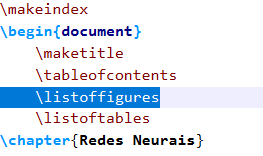 \makeindex
\begin{document}
\maketitle
\tableofcontents
\listoffigures
\listoftables
\chapter{Redes Neurais}